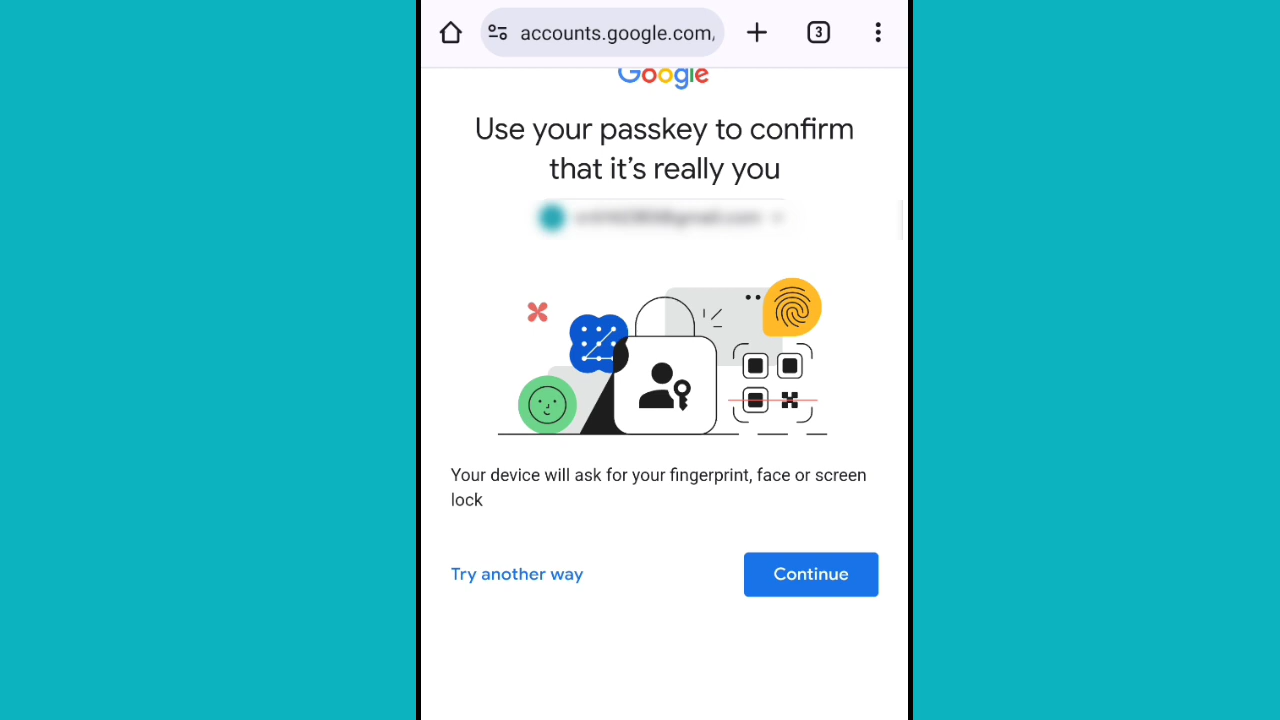 accounts.google.com/
3
Google
Use your passkey to confirm
that it’s really you
Your device will ask for your fingerprint, face or screen
lock
Try another way
Continue